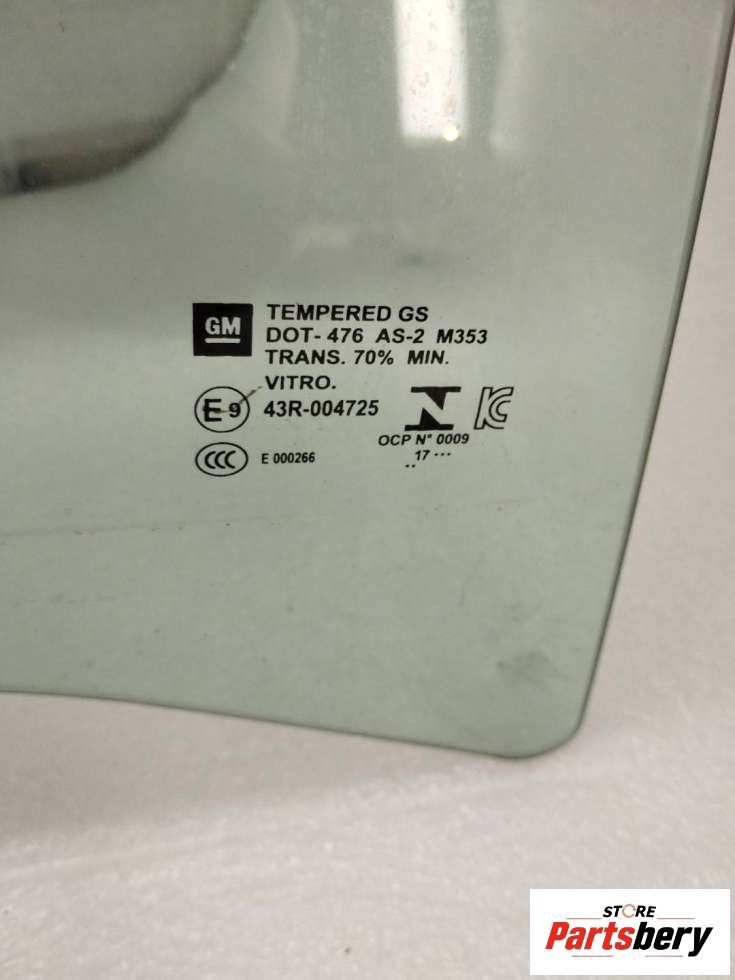 GM
TEMPERED GS
DOT- 476 AS-2 M353
TRANS. 70% MIN.
VITRO.
E9 43R-004725
N KC
OCP N° 0009
CCC E 000266
17 ···
··
STORE
Partsbery